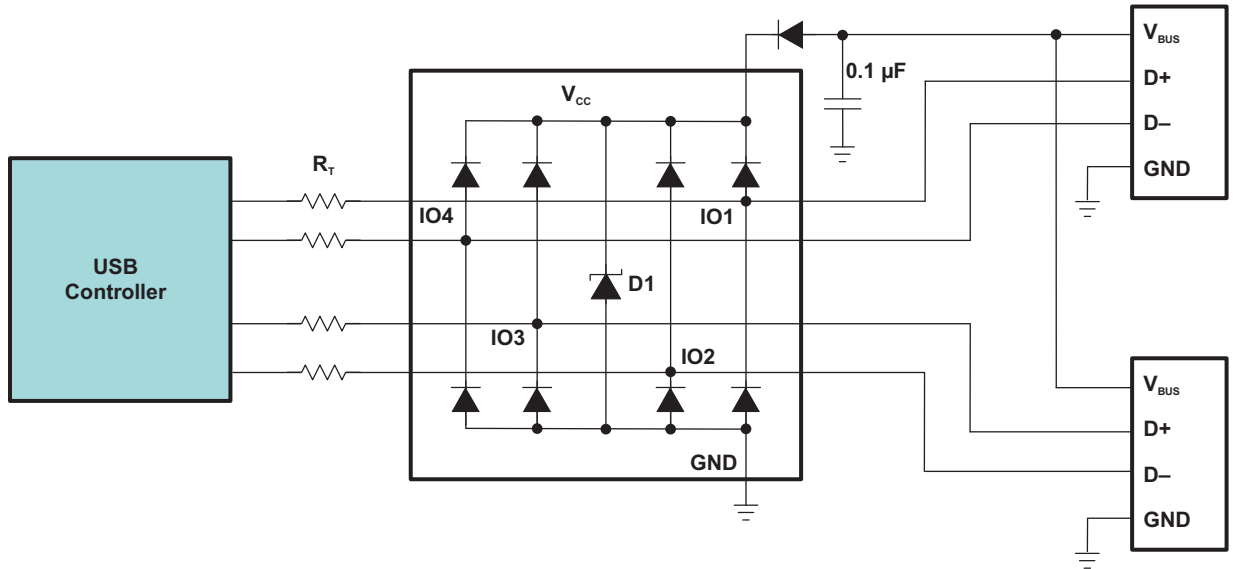 V_BUS
0.1 µF
D+
V_CC
D–
R_T
GND
IO4
IO1
USB
Controller
D1
IO3
IO2
V_BUS
D+
GND
D–
GND